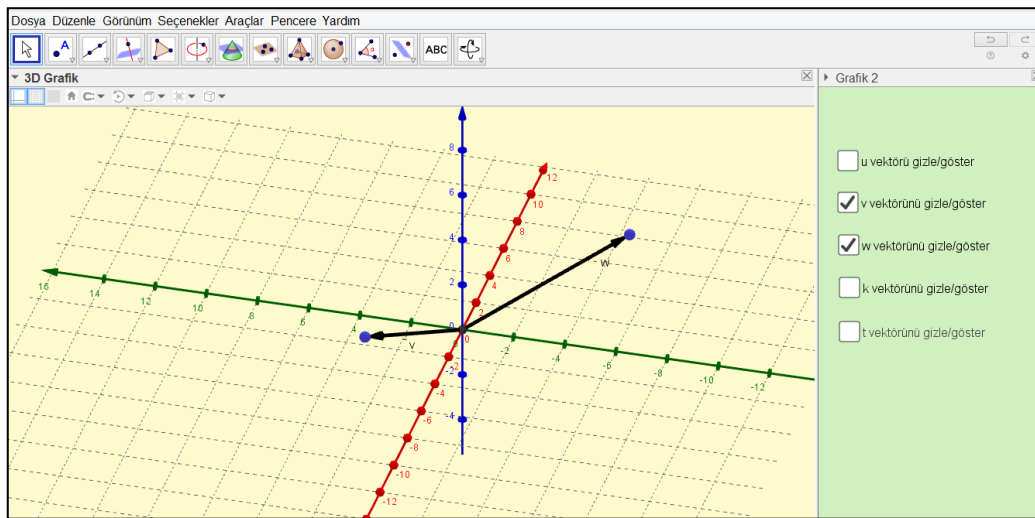 Dosya Düzenle Görünüm Seçenekler Araçlar Pencere Yardım
A
ABC
3D Grafik
Grafik 2
u vektörü gizle/göster
v vektörünü gizle/göster
w vektörünü gizle/göster
k vektörünü gizle/göster
t vektörünü gizle/göster
8
6
4
2
0
-2
-4
12
10
8
6
4
2
0
-2
-4
-6
-8
-10
-12
16
14
12
10
8
6
4
-2
-4
-6
-8
-10
-12
w
v